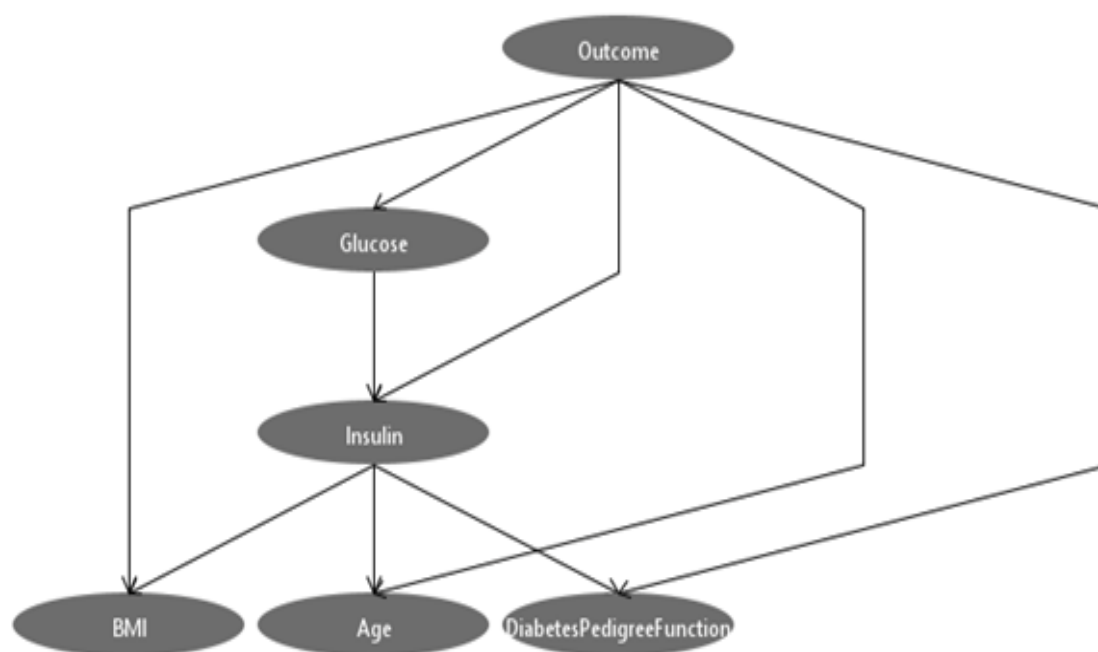 Outcome
Glucose
Insulin
BMI
Age
DiabetesPedigreeFunction